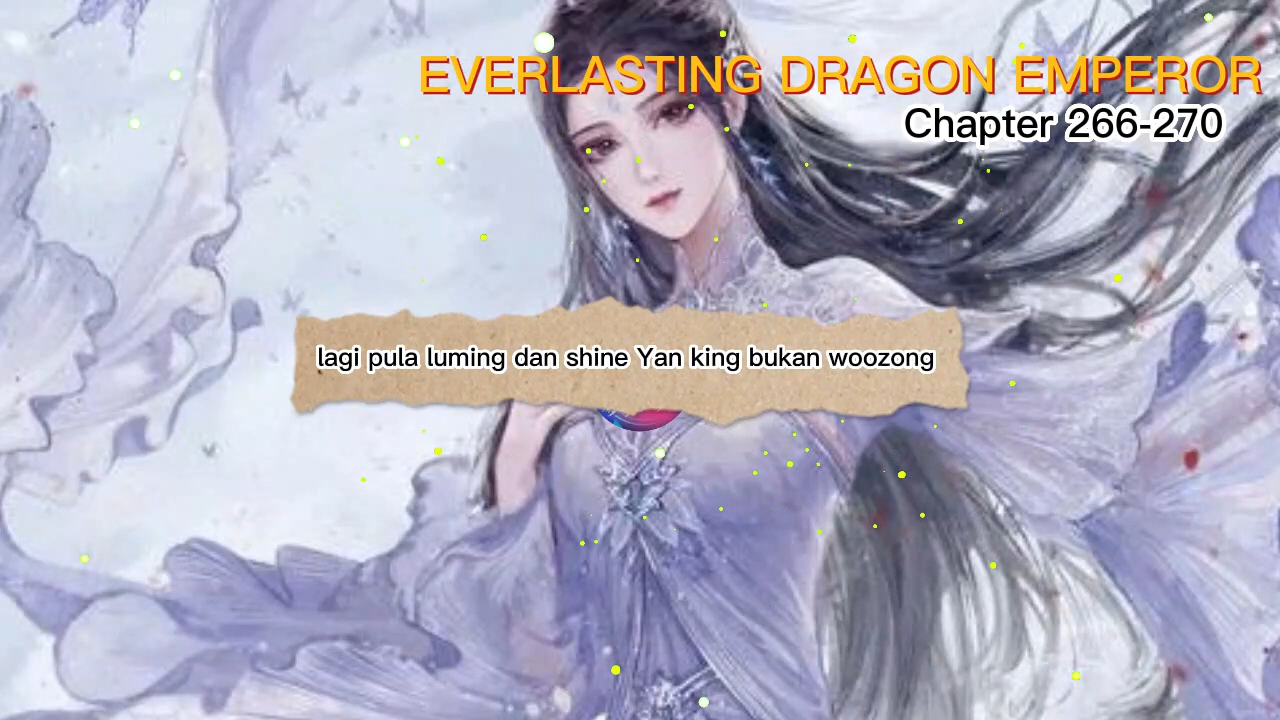 EVERLASTING DRAGON EMPEROR
Chapter 266-270
lagi pula luming dan shine Yan king bukan woozong